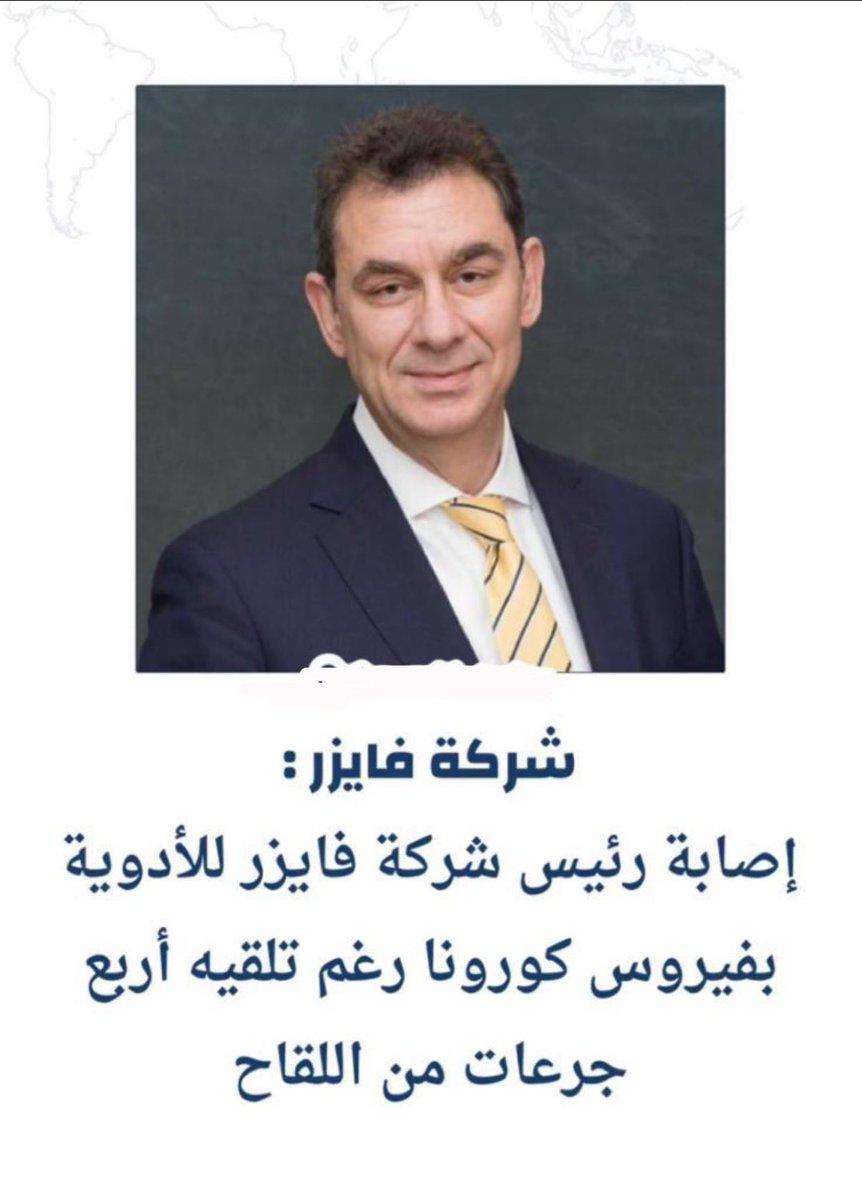 شركة فايزر :
إصابة رئيس شركة فايزر للأدوية
بفيروس كورونا رغم تلقيه أربع
جرعات من اللقاح